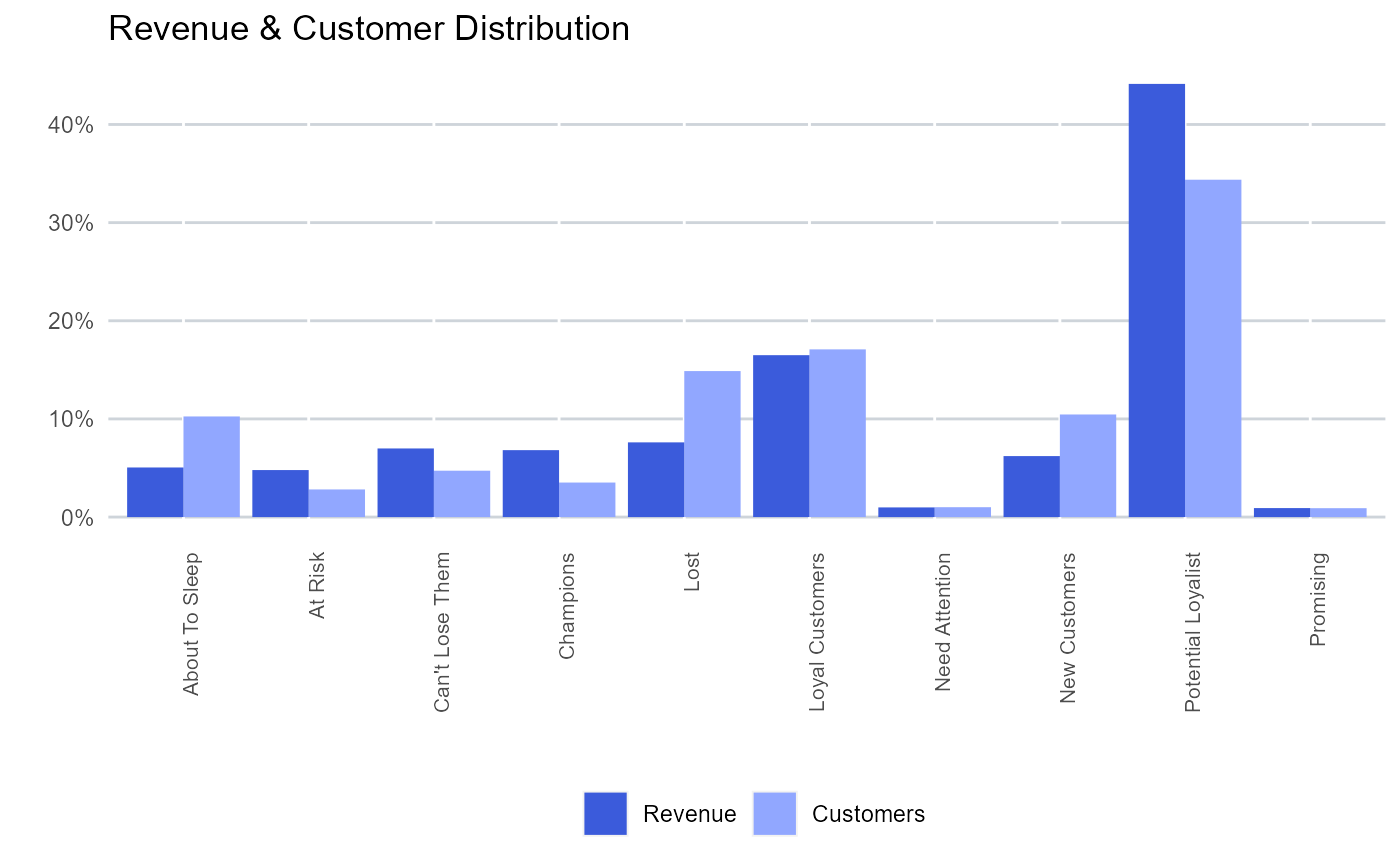 Revenue & Customer Distribution
40%
30%
20%
10%
0%
About To Sleep
At Risk
Can't Lose Them
Champions
Lost
Loyal Customers
Need Attention
New Customers
Potential Loyalist
Promising
Revenue
Customers